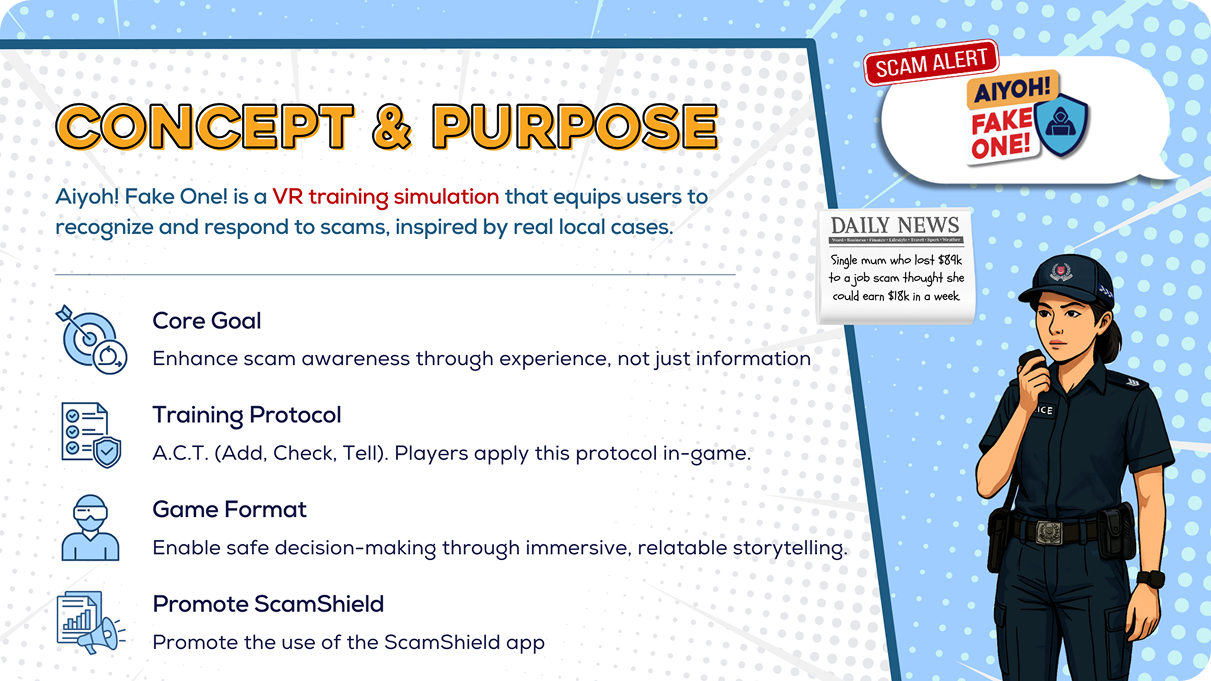 CONCEPT & PURPOSE
Aiyoh! Fake One! is a VR training simulation that equips users to
recognize and respond to scams, inspired by real local cases.
Core Goal
Enhance scam awareness through experience, not just information
Training Protocol
A.C.T. (Add, Check, Tell). Players apply this protocol in-game.
Game Format
Enable safe decision-making through immersive, relatable storytelling.
Promote ScamShield
Promote the use of the ScamShield app
SCAM ALERT
AIYOH!
FAKE
ONE!
DAILY NEWS
Word - Business - Finance - Lifestyle - Travel - Sport - Weather
Single mum who lost $89k
to a job scam thought she
could earn $18k in a week.
ICE